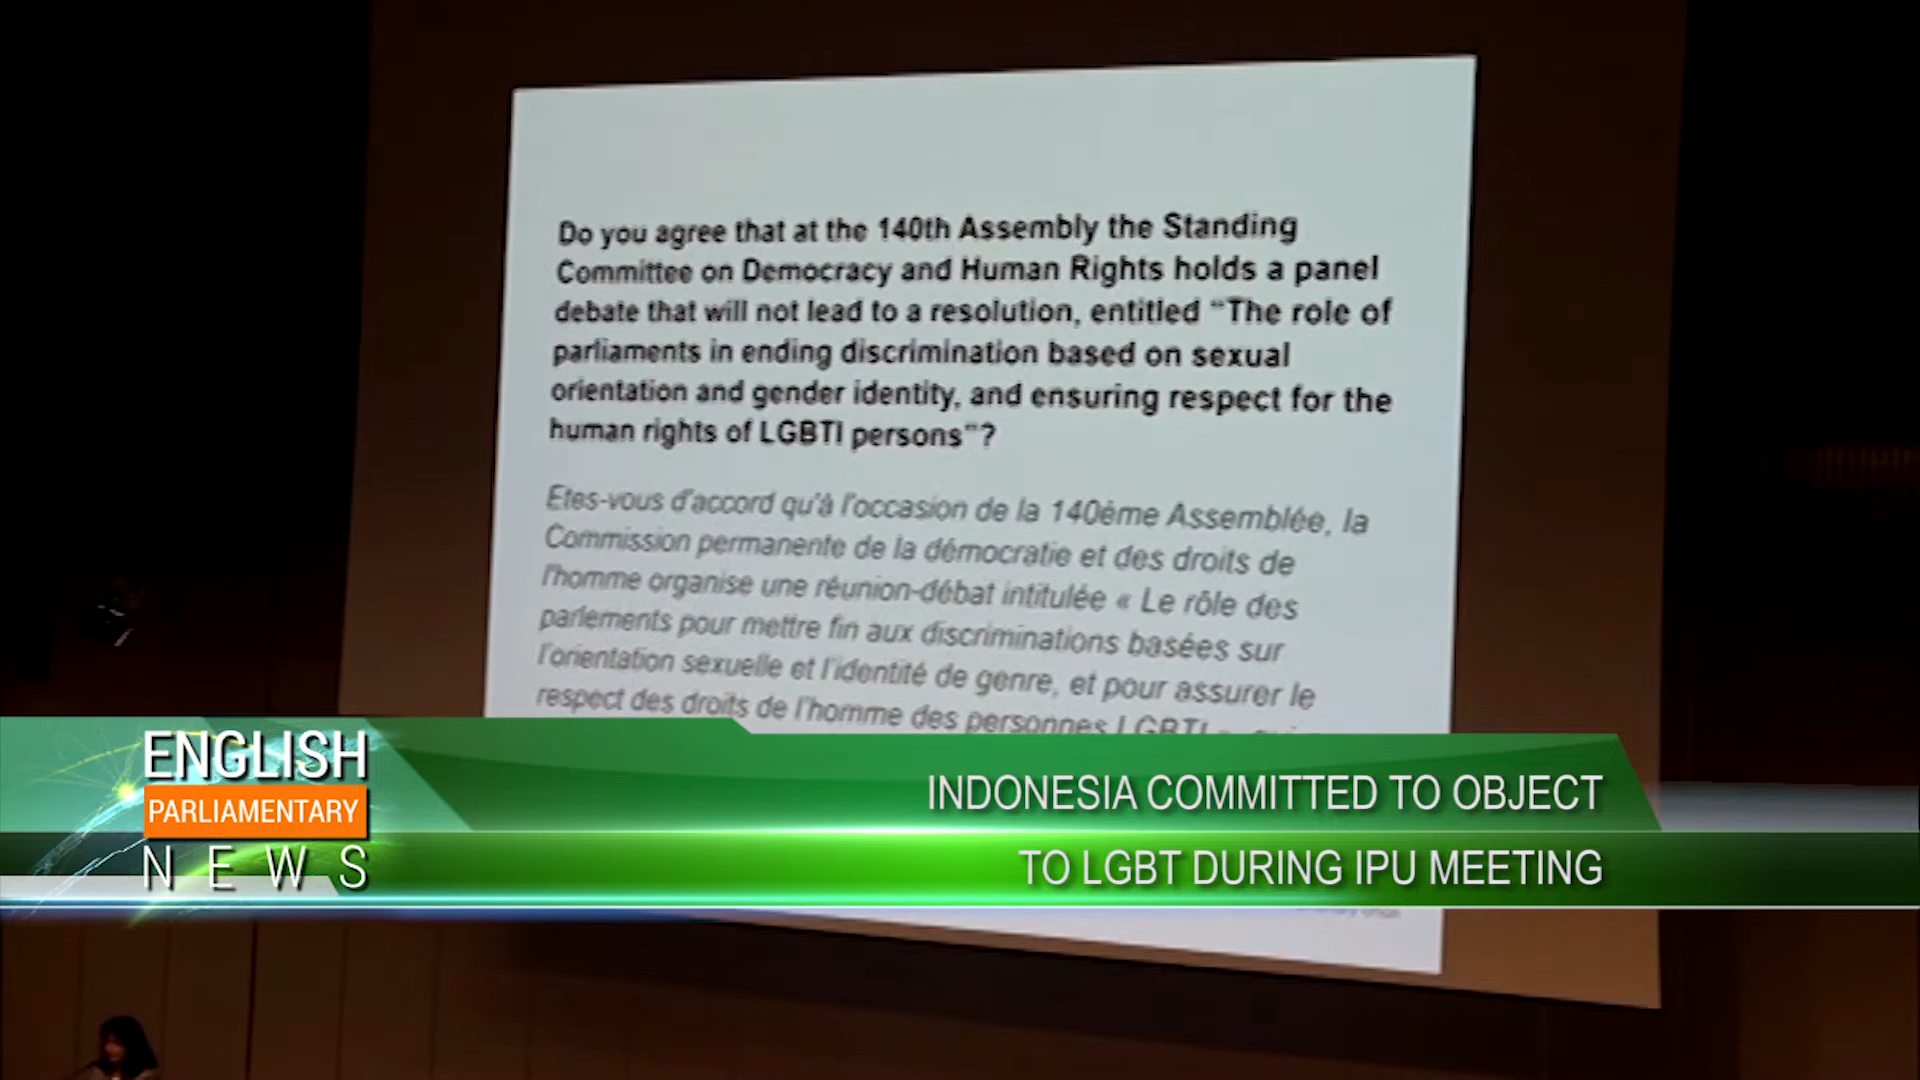 Do you agree that at the 140th Assembly the Standing
Committee on Democracy and Human Rights holds a panel
debate that will not lead to a resolution, entitled “The role of
parliaments in ending discrimination based on sexual
orientation and gender identity, and ensuring respect for the
human rights of LGBTI persons”?
Etes-vous d'accord qu'à l'occasion de la 140ème Assemblée, la
Commission permanente de la démocratie et des droits de
l'homme organise une réunion-débat intitulée « Le rôle des
parlements pour mettre fin aux discriminations basées sur
l'orientation sexuelle et l'identité de genre, et pour assurer le
respect des droits de l'homme des personnes LGBTI
ENGLISH
PARLIAMENTARY
NEWS
INDONESIA COMMITTED TO OBJECT
TO LGBT DURING IPU MEETING